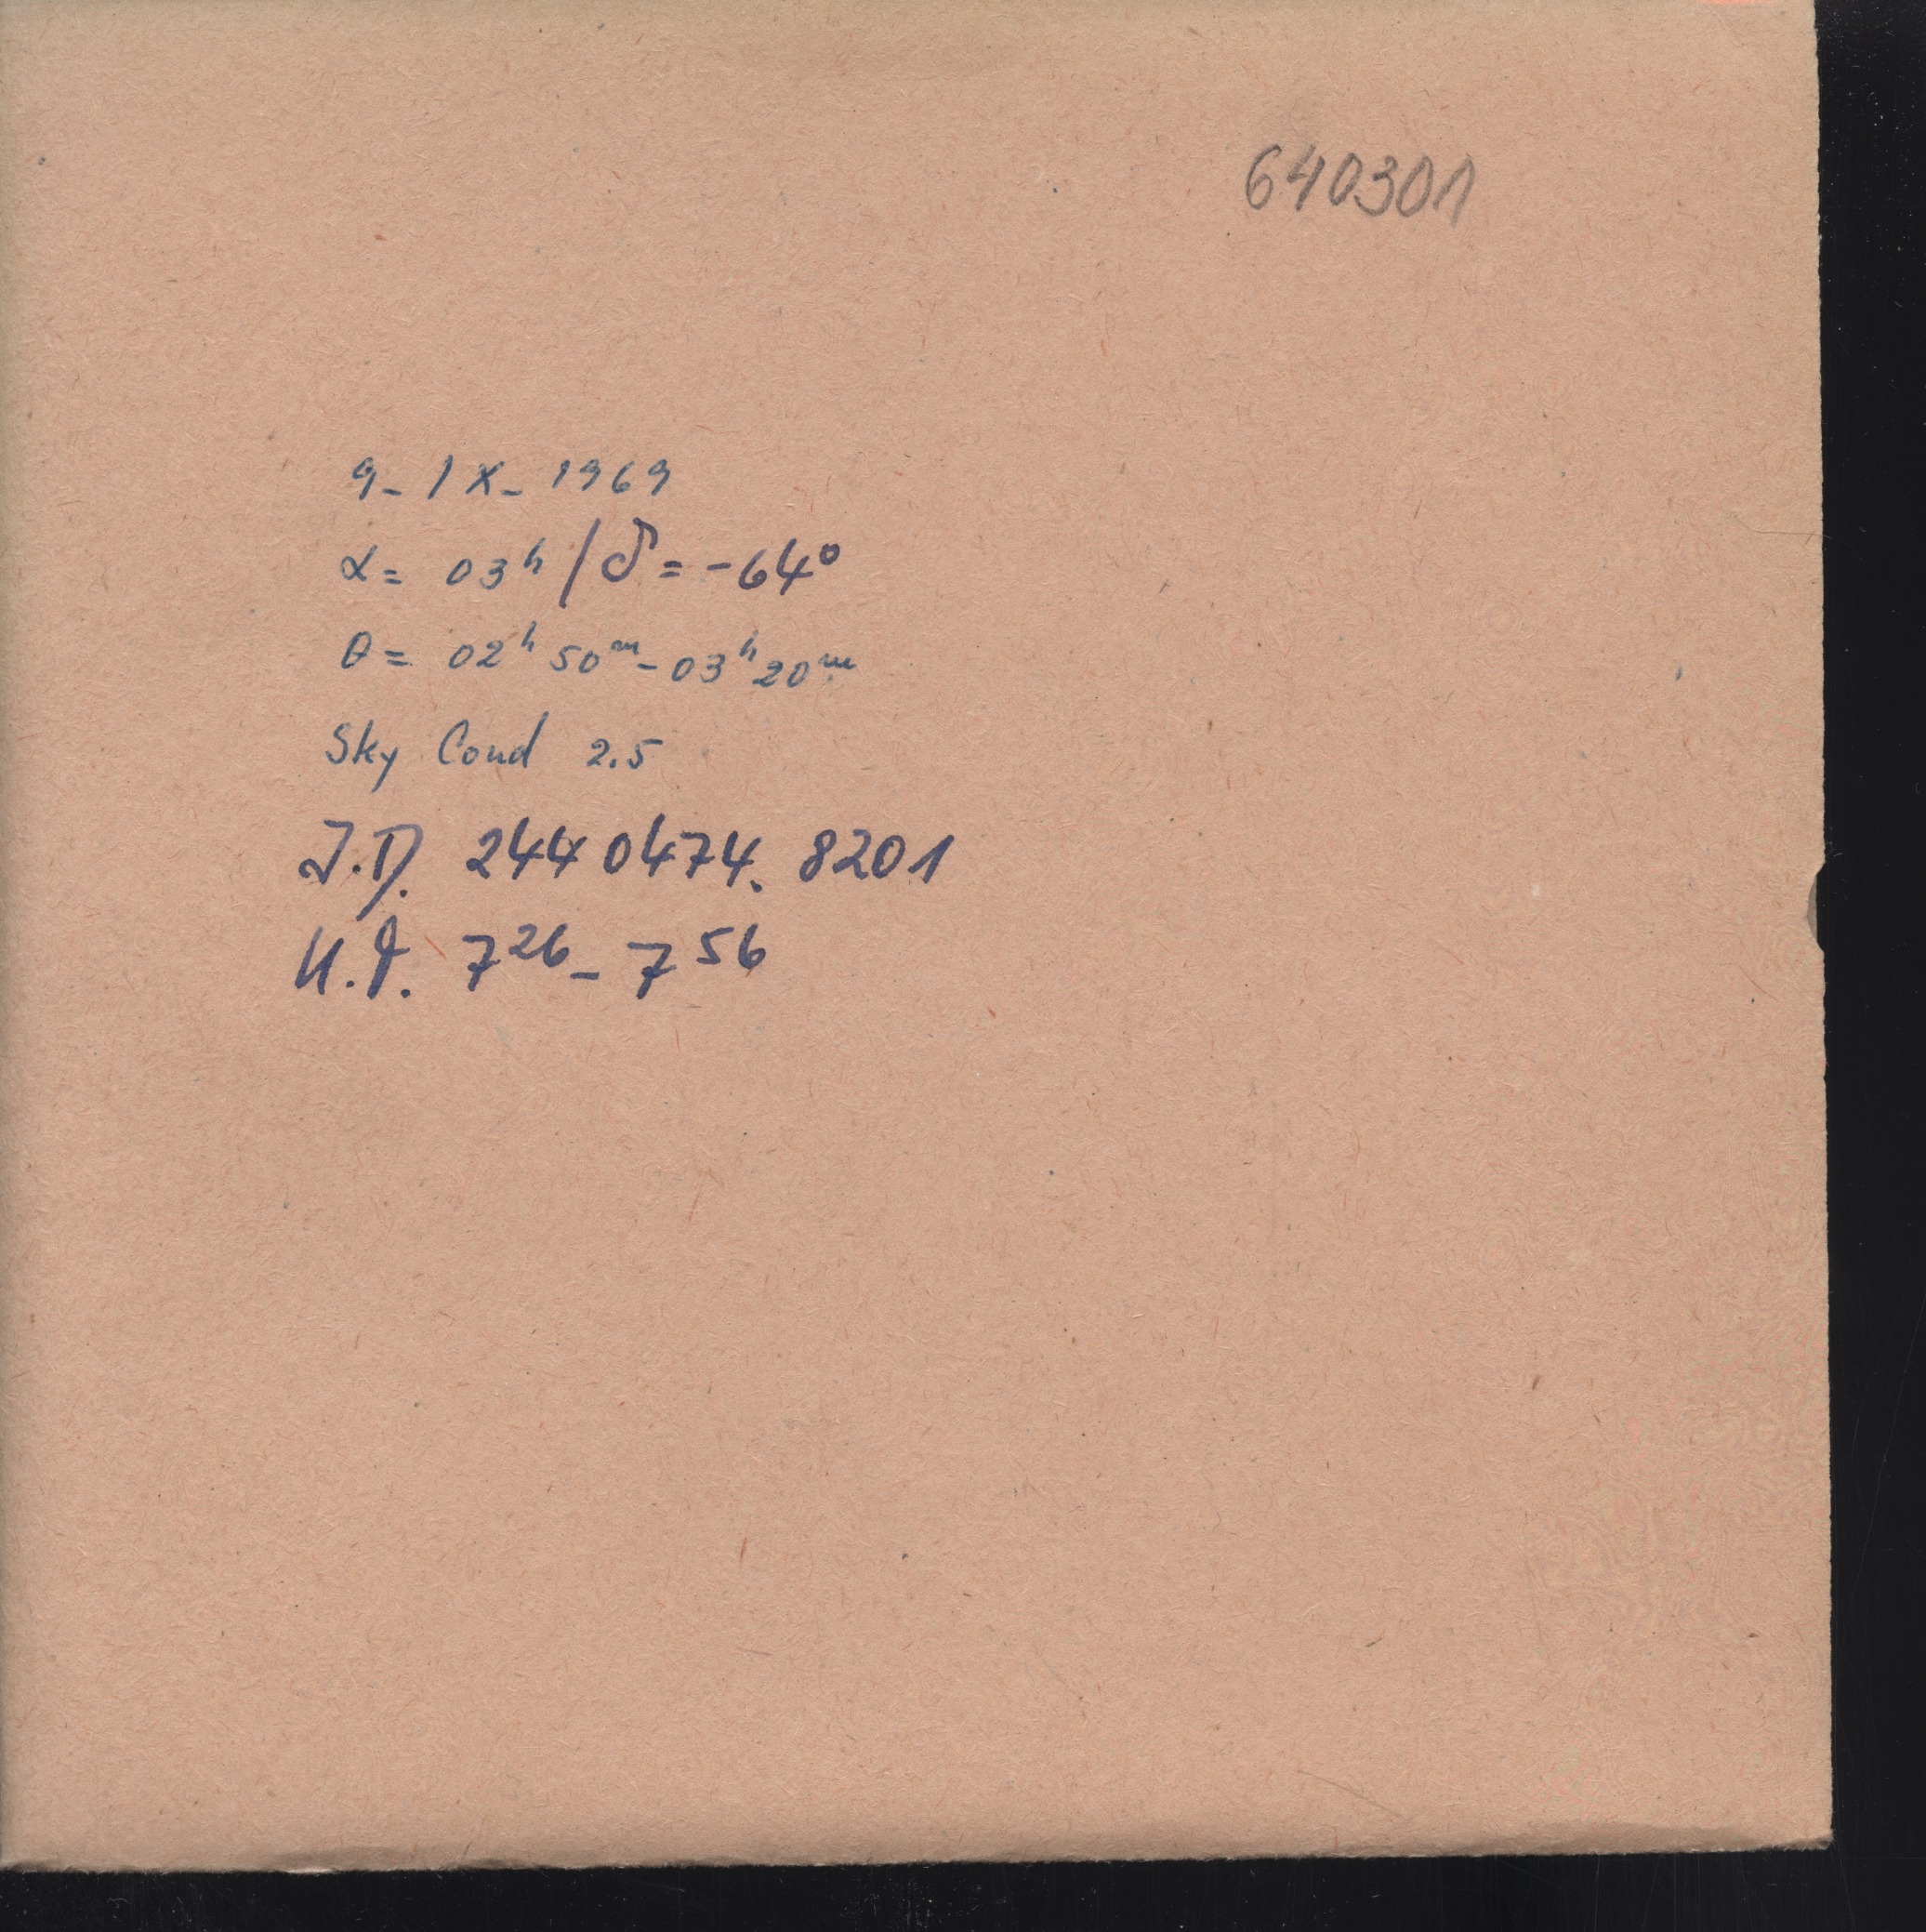 640301
9-IX-1969
α= 03ʰ/δ=-64°
θ= 02ʰ50ᵐ-03ʰ20ᵐ
Sky Cond 2.5
J.D. 2440474.8201
U.T. 7²⁶-7⁵⁶